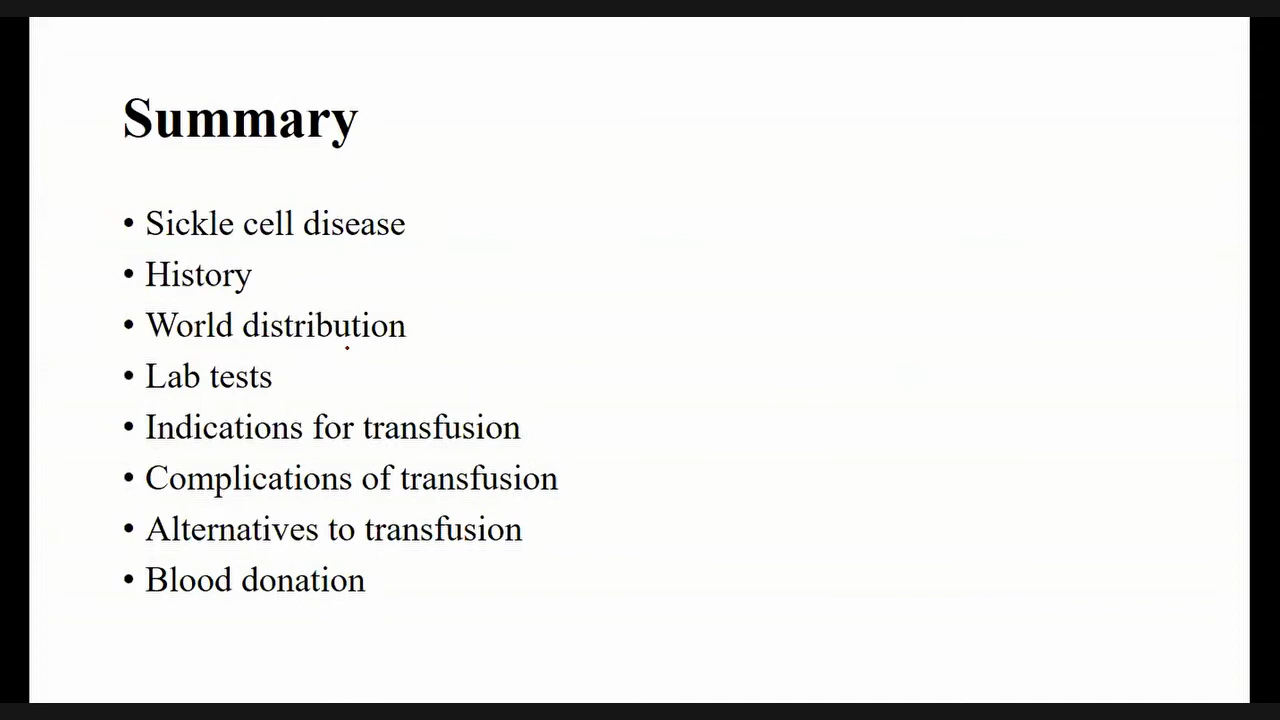 Summary
• Sickle cell disease
• History
• World distribution
• Lab tests
• Indications for transfusion
• Complications of transfusion
• Alternatives to transfusion
• Blood donation